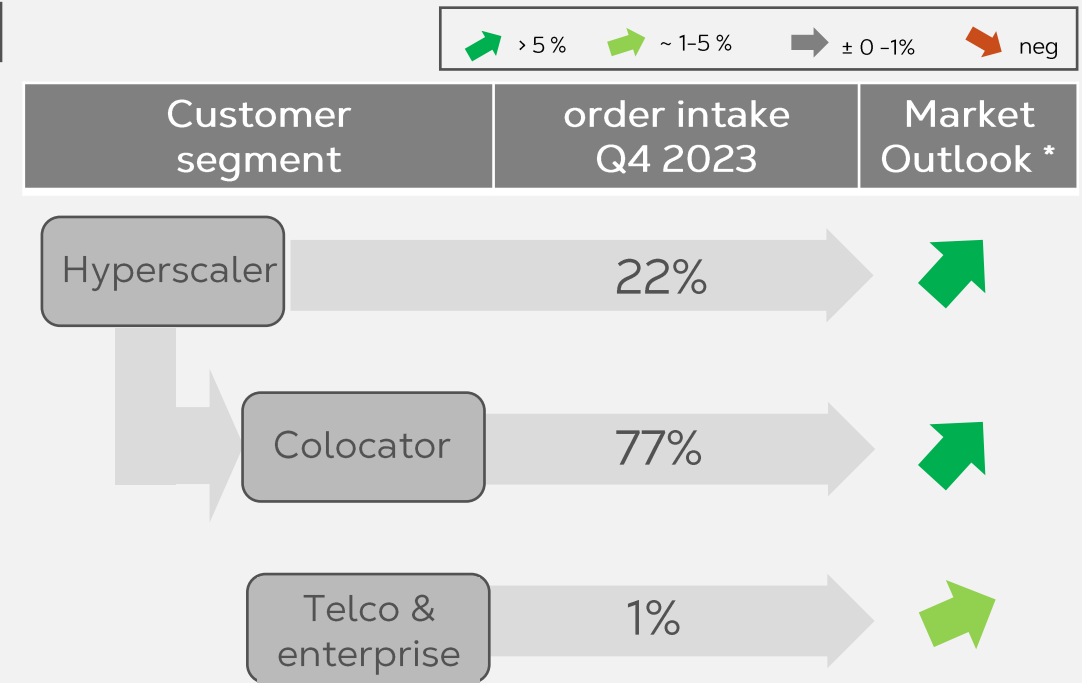 > 5 %
~ 1-5 %
± 0 -1%
neg
Customer
segment
order intake
Q4 2023
Market
Outlook *
Hyperscaler
22%
Colocator
77%
Telco &
enterprise
1%